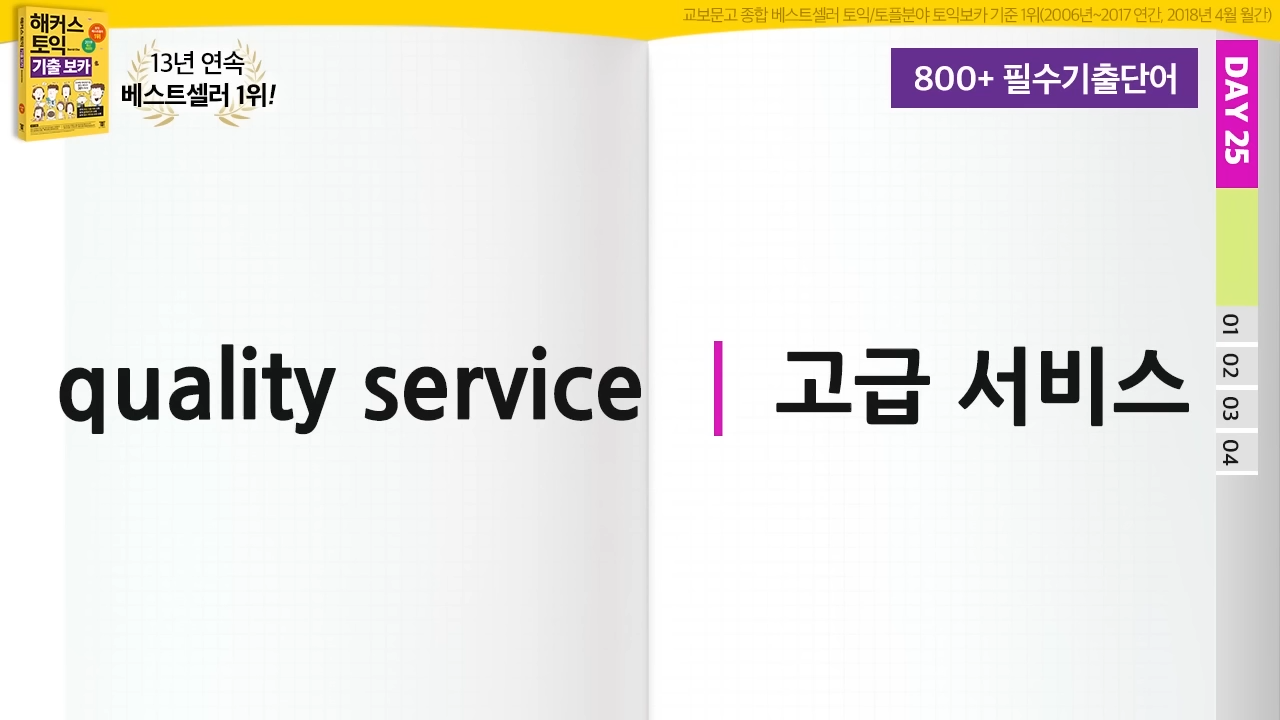 교보문고 종합 베스트셀러 토익/토플분야 토익보카 기준 1위(2006년~2017 연간, 2018년 4월 월간)
해커스
토익
기출 보카
13년 연속
베스트셀러 1위!
800+ 필수기출단어
DAY 25
quality service | 고급 서비스
01
02
03
04